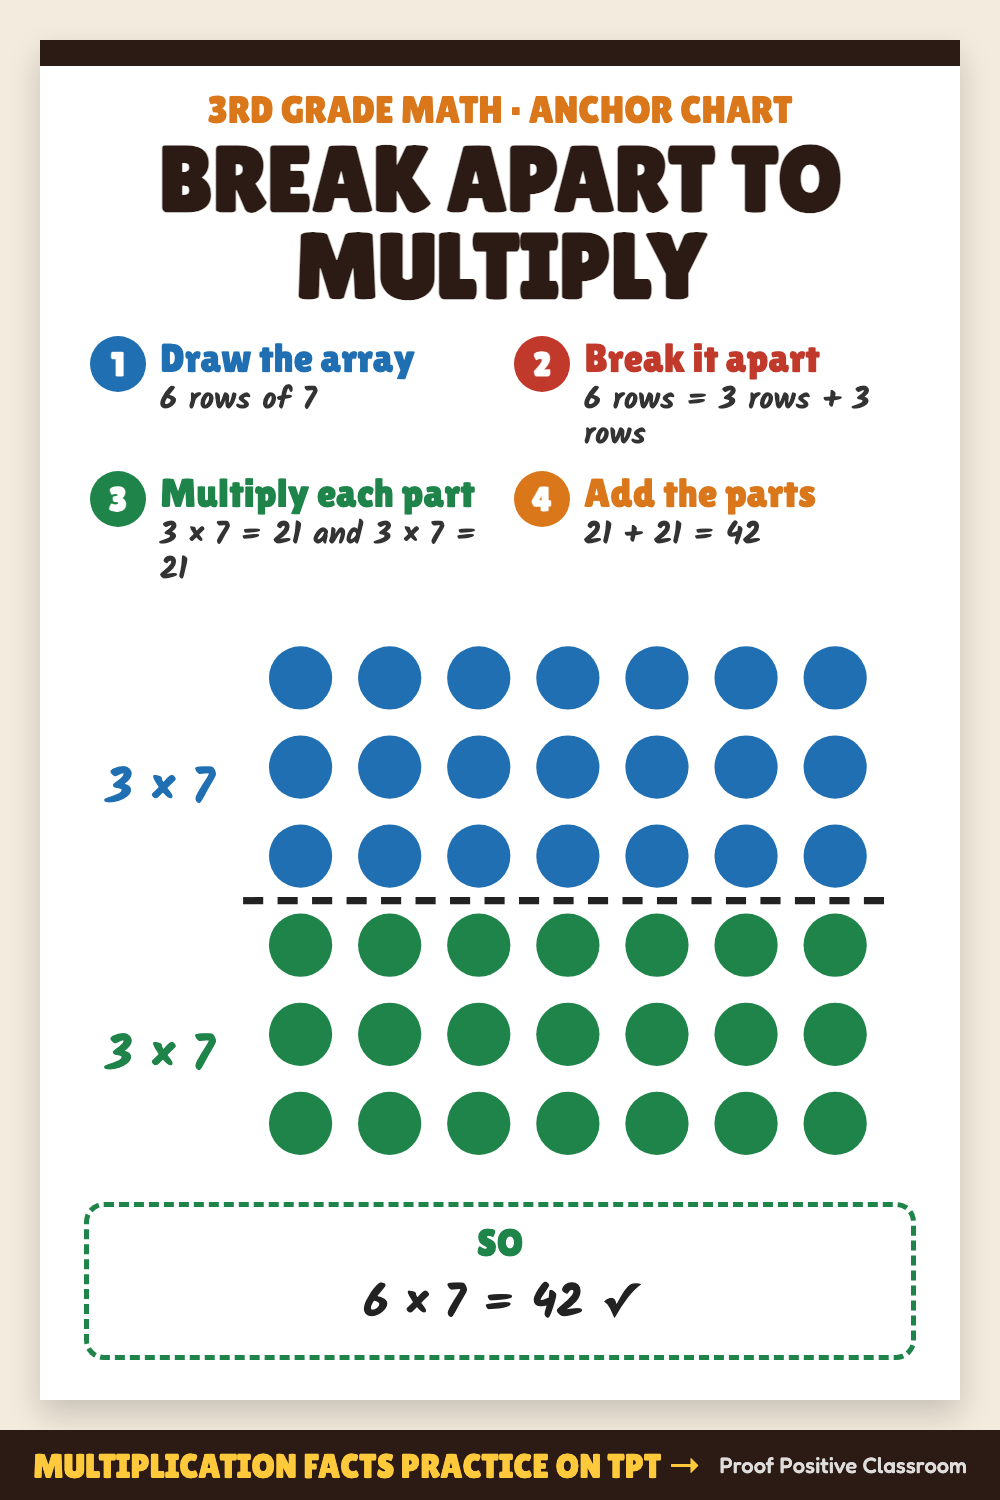 3RD GRADE MATH · ANCHOR CHART
BREAK APART TO
MULTIPLY
1 Draw the array
6 rows of 7
2 Break it apart
6 rows = 3 rows + 3
rows
3 Multiply each part
3 × 7 = 21 and 3 × 7 =
21
4 Add the parts
21 + 21 = 42
3 × 7
3 × 7
SO
6 × 7 = 42 ✓
MULTIPLICATION FACTS PRACTICE ON TPT →
Proof Positive Classroom